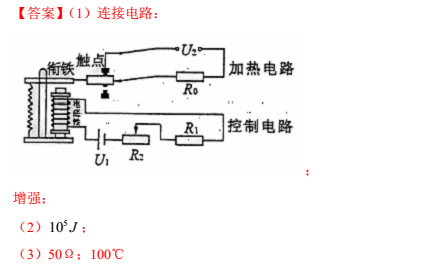 【答案】（1）连接电路：
U₂
触点
衔铁
加热电路
R₀
电磁铁
R₁
控制电路
U₁
R₂
；
增强；
（2）10⁵J；
（3）50Ω；100℃